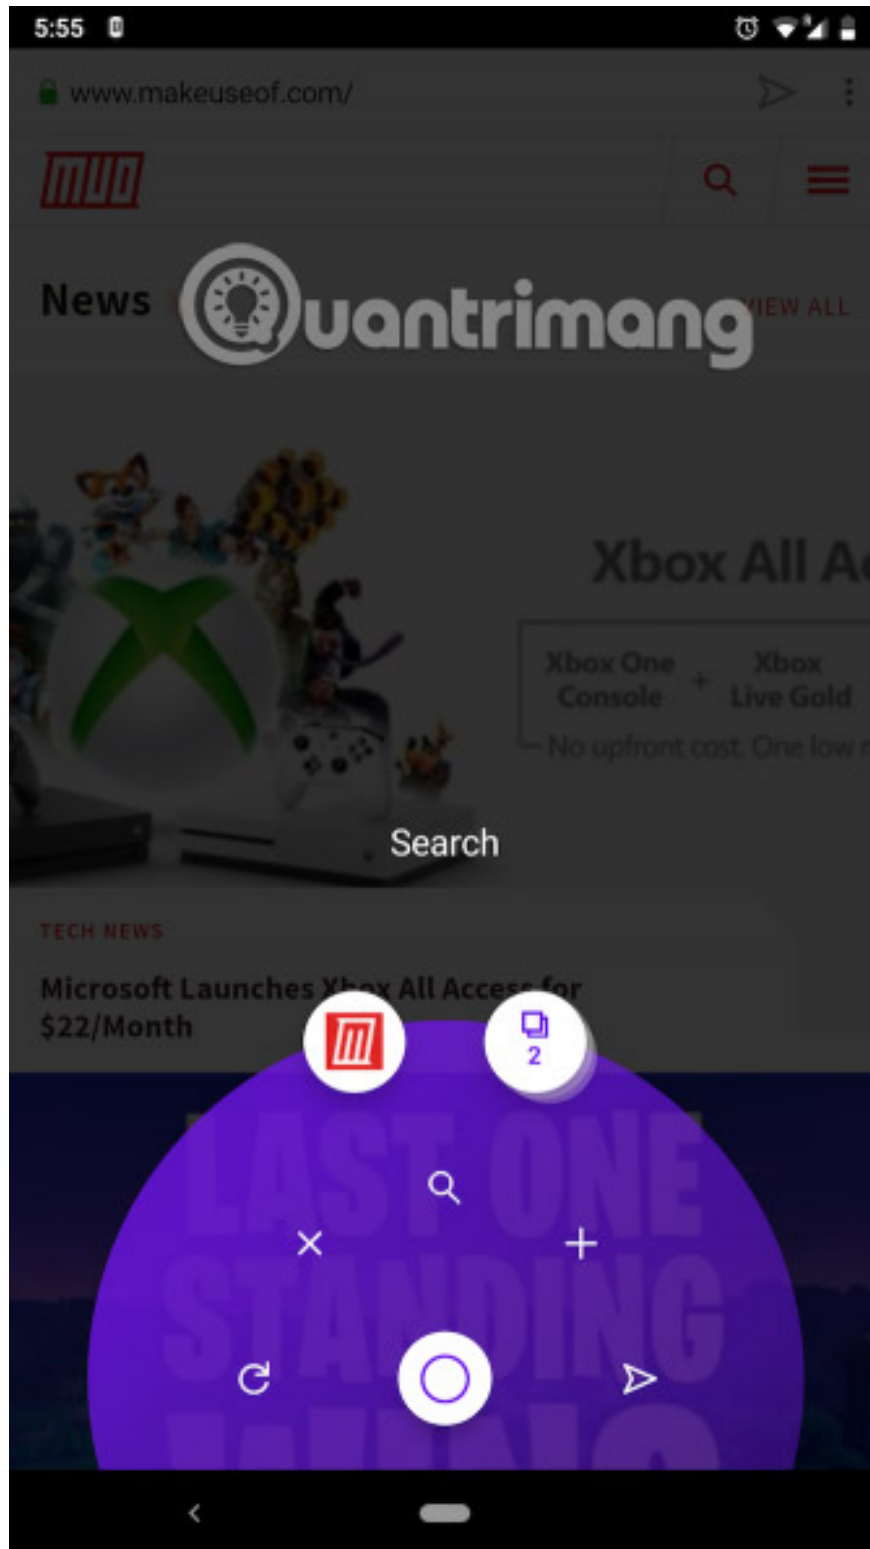 5:55
www.makeuseof.com/
MUO
News
VIEW ALL
Quantrimang
Xbox All Ac
Xbox One Console + Xbox Live Gold
No upfront cost. One low
Search
TECH NEWS
Microsoft Launches Xbox All Access for
$22/Month
2
LAST ONE
STANDING
WINS